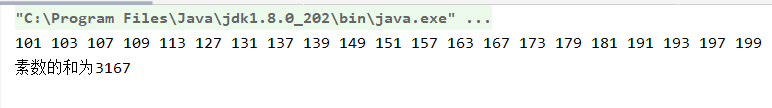 "C:\Program Files\Java\jdk1.8.0_202\bin\java.exe" ...
101 103 107 109 113 127 131 137 139 149 151 157 163 167 173 179 181 191 193 197 199
素数的和为3167